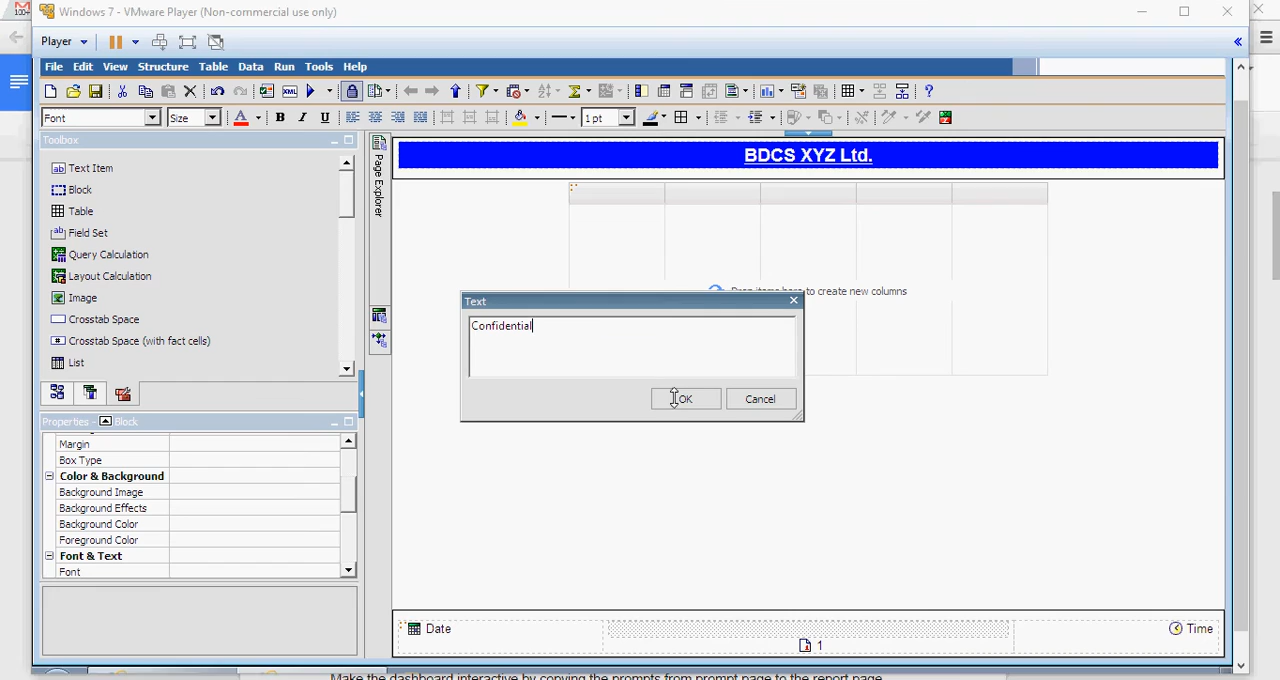 100+
Windows 7 - VMware Player (Non-commercial use only)
Player
File Edit View Structure Table Data Run Tools Help
Font Size B I U 1 pt
Toolbox
Text Item
Block
Table
Field Set
Query Calculation
Layout Calculation
Image
Crosstab Space
Crosstab Space (with fact cells)
List
Page Explorer
BDCS XYZ Ltd.
Drop items here to create new columns
Text
Confidential
OK Cancel
Properties - Block
Margin
Box Type
Color & Background
Background Image
Background Effects
Background Color
Foreground Color
Font & Text
Font
Date
1
Time
Make the dashboard interactive by copying the prompts from prompt page to the report page